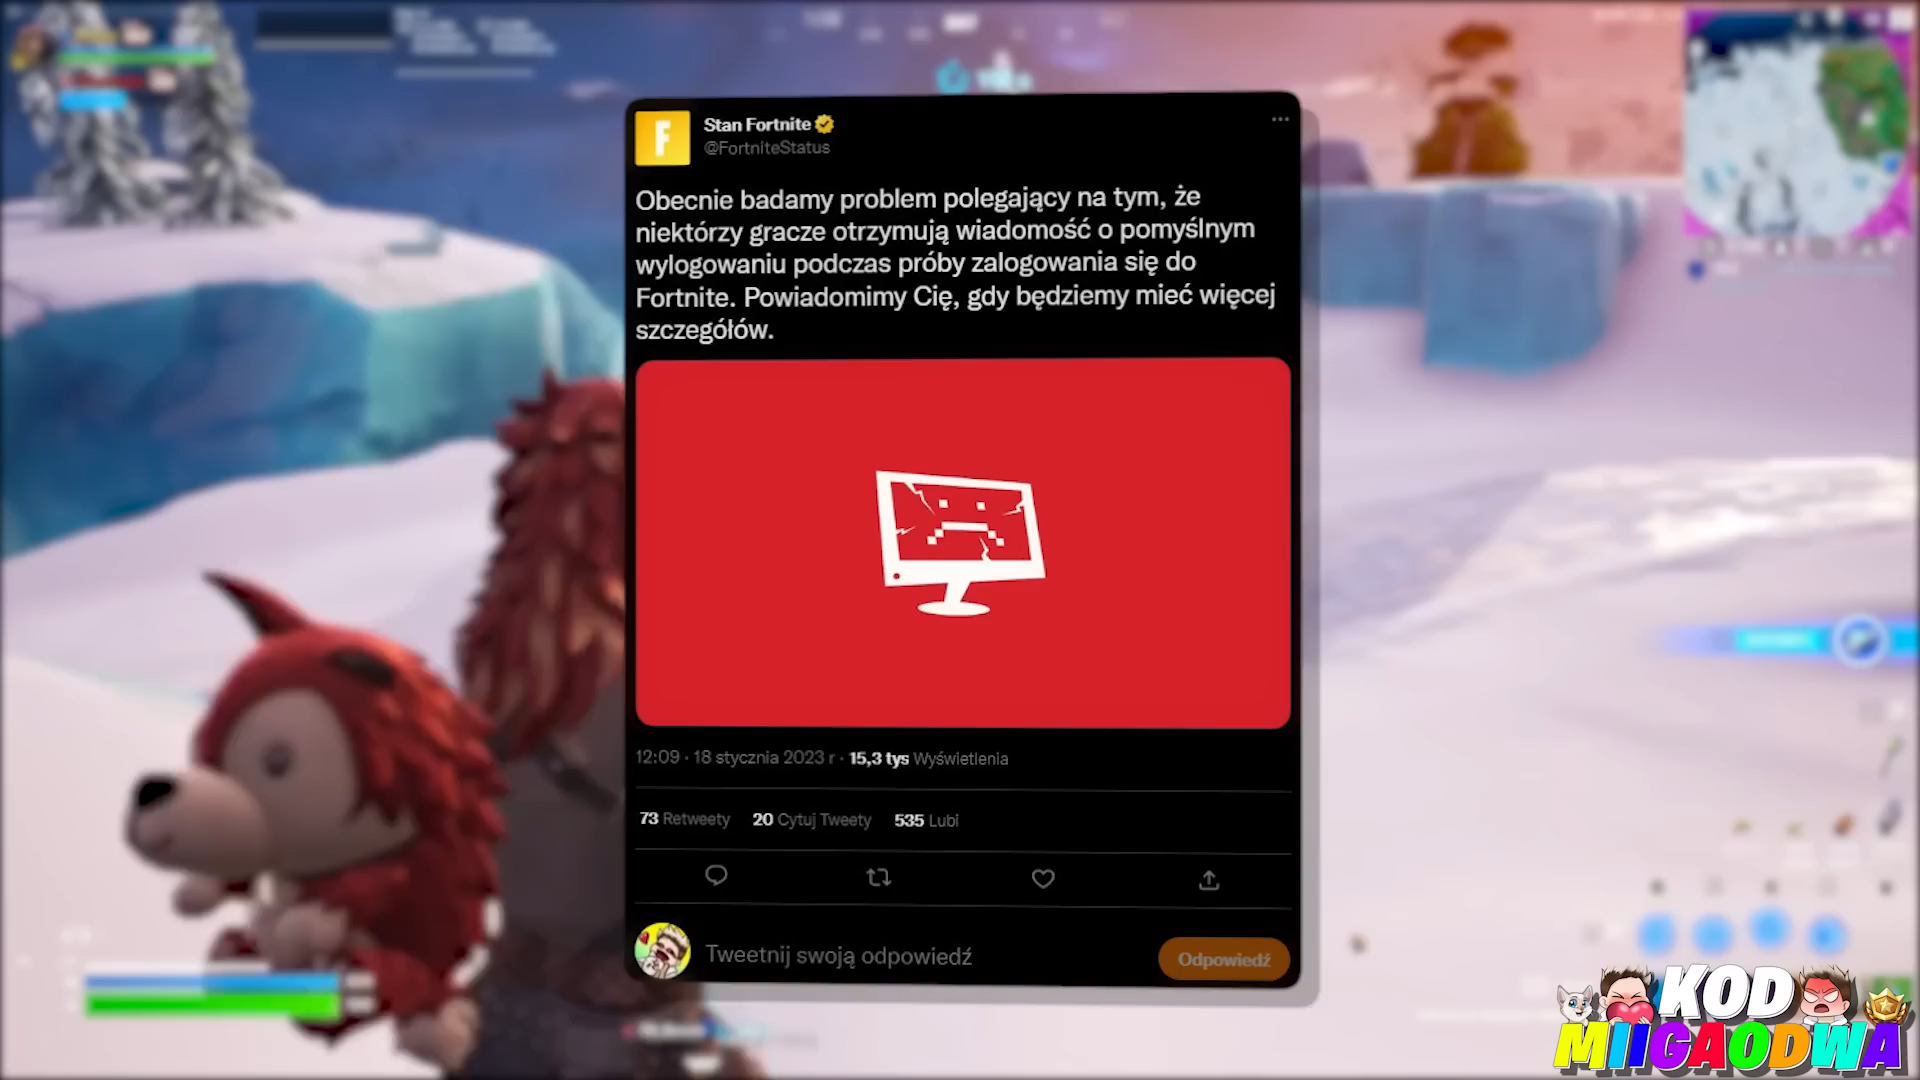 F
Stan Fortnite
@FortniteStatus
Obecnie badamy problem polegający na tym, że
niektórzy gracze otrzymują wiadomość o pomyślnym
wylogowaniu podczas próby zalogowania się do
Fortnite. Powiadomimy Cię, gdy będziemy mieć więcej
szczegółów.
12:09 · 18 stycznia 2023 r · 15,3 tys Wyświetlenia
73 Retweety 20 Cytuj Tweety 535 Lubi
Tweetnij swoją odpowiedź
Odpowiedź
KOD
MIIGAODWA